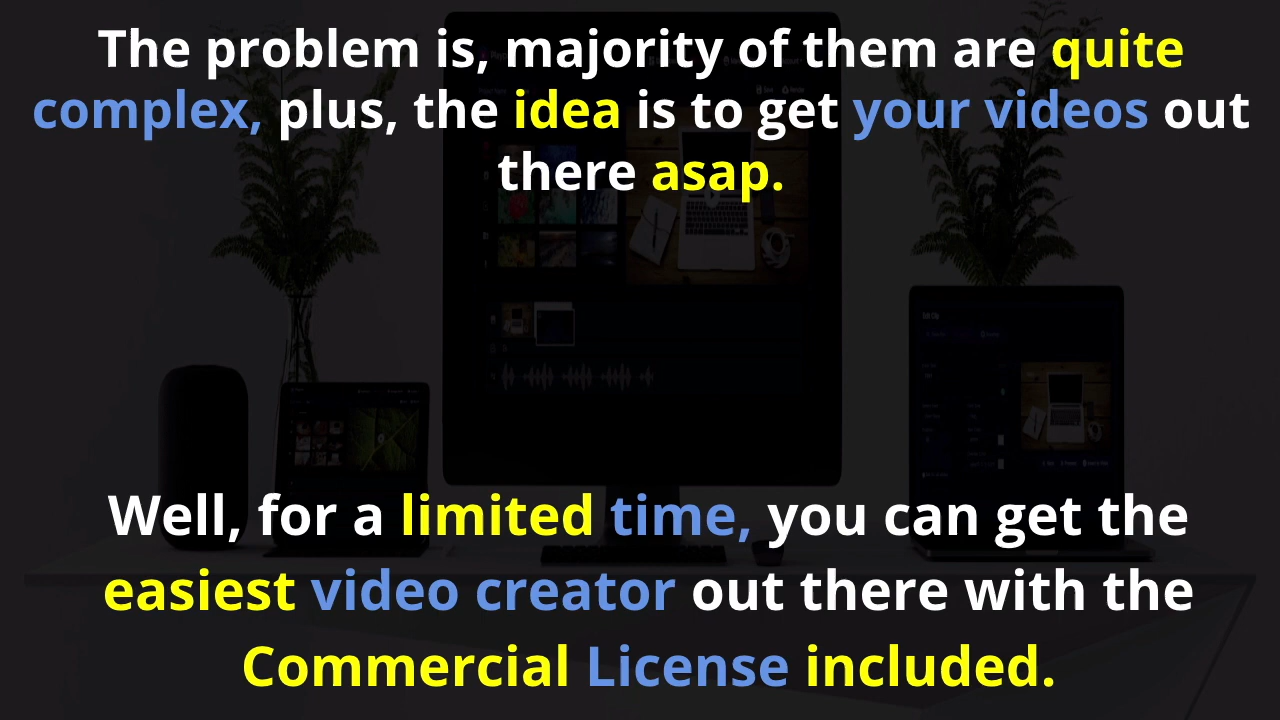 The problem is, majority of them are quite
complex, plus, the idea is to get your videos out
there asap.
Well, for a limited time, you can get the
easiest video creator out there with the
Commercial License included.